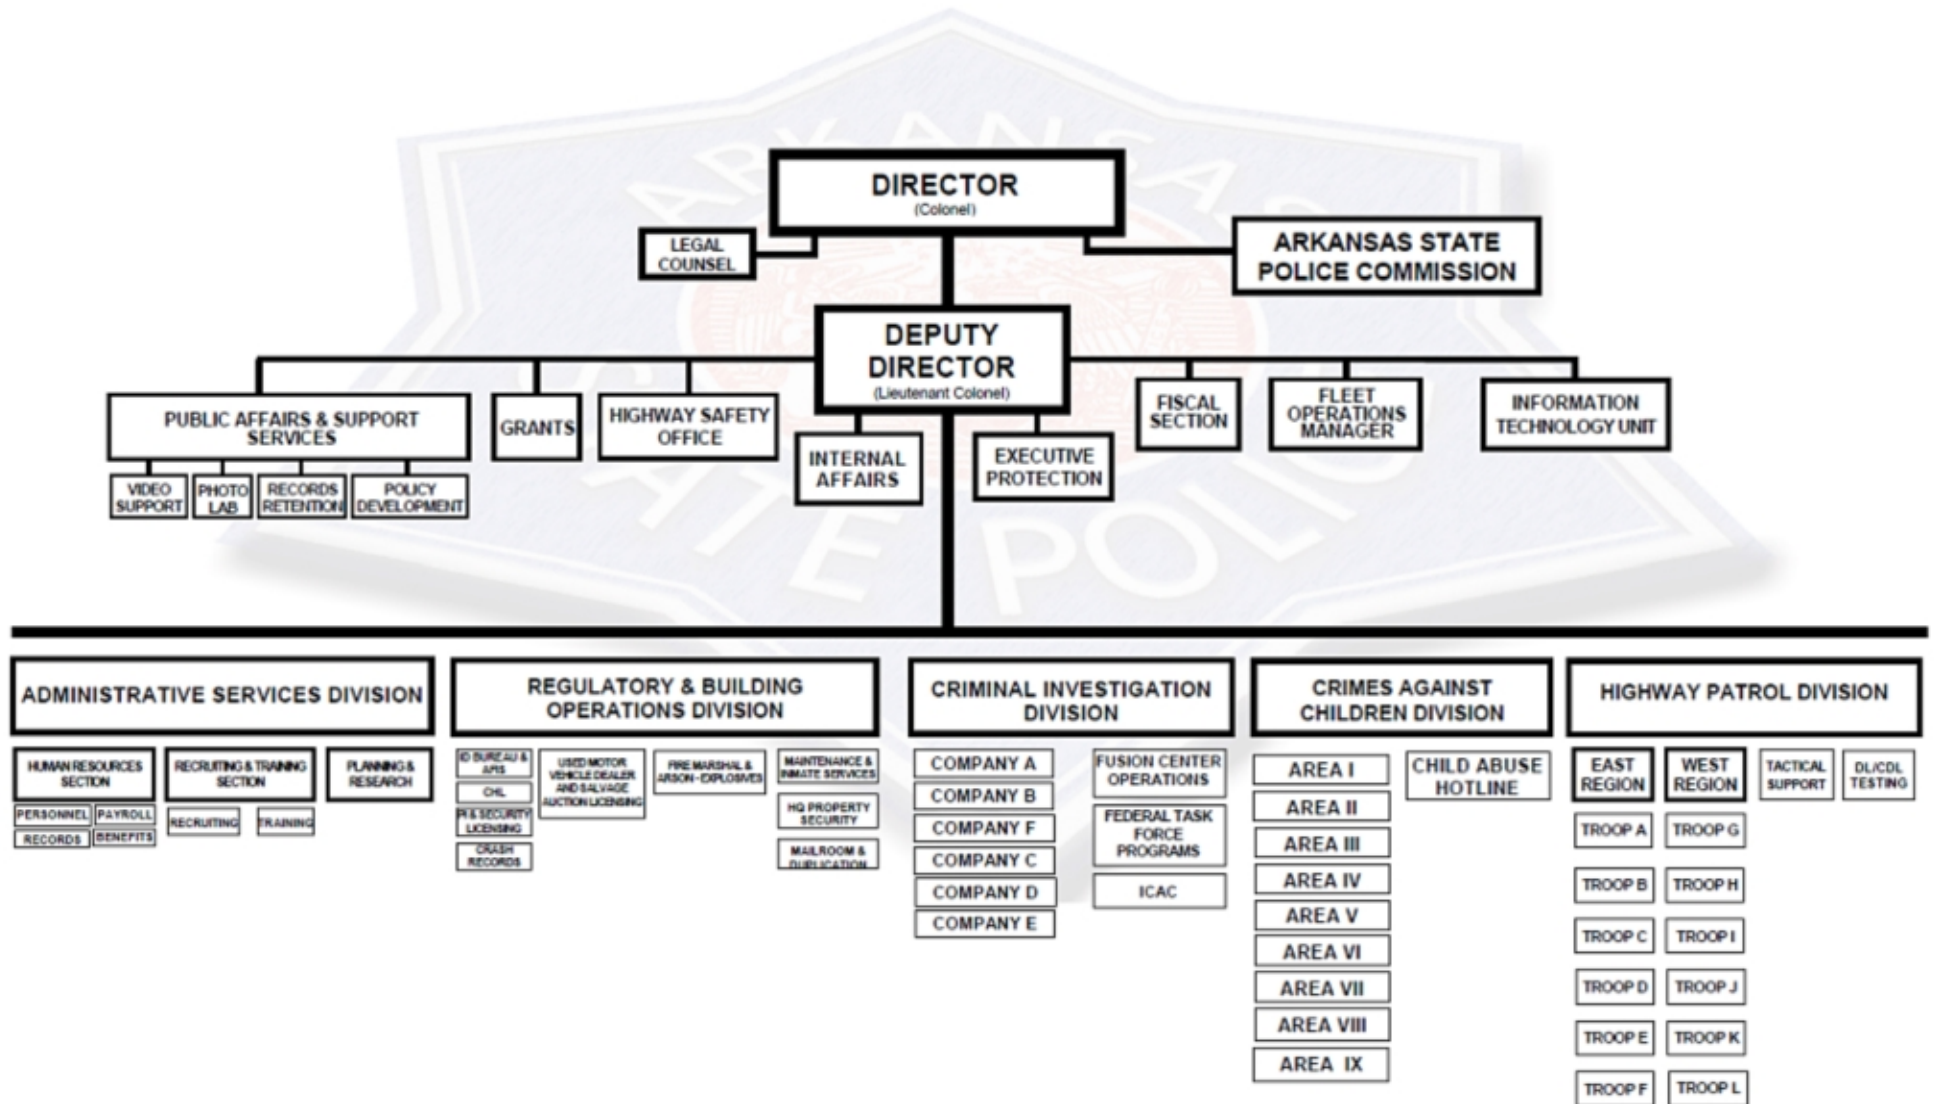 ARKANSAS
STATE POLICE
DIRECTOR
(Colonel)
LEGAL
COUNSEL
ARKANSAS STATE
POLICE COMMISSION
DEPUTY
DIRECTOR
(Lieutenant Colonel)
PUBLIC AFFAIRS & SUPPORT
SERVICES
GRANTS
HIGHWAY SAFETY
OFFICE
INTERNAL
AFFAIRS
EXECUTIVE
PROTECTION
FISCAL
SECTION
FLEET
OPERATIONS
MANAGER
INFORMATION
TECHNOLOGY UNIT
VIDEO
SUPPORT
PHOTO
LAB
RECORDS
RETENTION
POLICY
DEVELOPMENT
ADMINISTRATIVE SERVICES DIVISION
HUMAN RESOURCES
SECTION
RECRUITING & TRAINING
SECTION
PLANNING &
RESEARCH
PERSONNEL
PAYROLL
RECORDS
BENEFITS
RECRUITING
TRAINING
REGULATORY & BUILDING
OPERATIONS DIVISION
ID BUREAU &
AFIS
CHL
PI & SECURITY
LICENSING
CRASH
RECORDS
USED MOTOR
VEHICLE DEALER
AND SALVAGE
AUCTION LICENSING
FIRE MARSHAL &
ARSON - EXPLOSIVES
MAINTENANCE &
INMATE SERVICES
HQ PROPERTY
SECURITY
MAILROOM &
DUPLICATION
CRIMINAL INVESTIGATION
DIVISION
COMPANY A
COMPANY B
COMPANY F
COMPANY C
COMPANY D
COMPANY E
FUSION CENTER
OPERATIONS
FEDERAL TASK
FORCE
PROGRAMS
ICAC
CRIMES AGAINST
CHILDREN DIVISION
AREA I
AREA II
AREA III
AREA IV
AREA V
AREA VI
AREA VII
AREA VIII
AREA IX
CHILD ABUSE
HOTLINE
HIGHWAY PATROL DIVISION
EAST
REGION
TROOP A
TROOP B
TROOP C
TROOP D
TROOP E
TROOP F
WEST
REGION
TROOP G
TROOP H
TROOP I
TROOP J
TROOP K
TROOP L
TACTICAL
SUPPORT
DL/CDL
TESTING